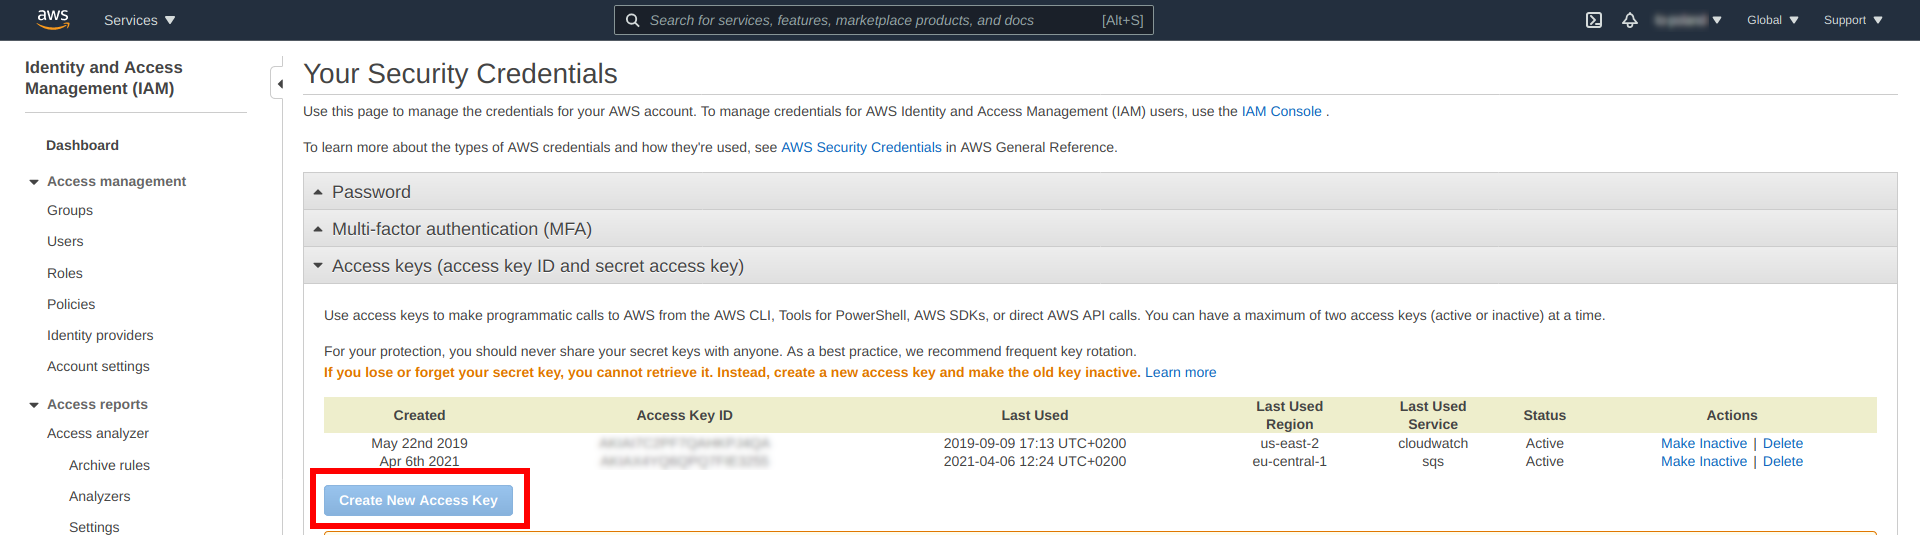 aws Services Search for services, features, marketplace products, and docs [Alt+S] Global Support
Identity and Access
Management (IAM)
Dashboard
Access management
Groups
Users
Roles
Policies
Identity providers
Account settings
Access reports
Access analyzer
Archive rules
Analyzers
Settings
Your Security Credentials
Use this page to manage the credentials for your AWS account. To manage credentials for AWS Identity and Access Management (IAM) users, use the IAM Console .
To learn more about the types of AWS credentials and how they're used, see AWS Security Credentials in AWS General Reference.
Password
Multi-factor authentication (MFA)
Access keys (access key ID and secret access key)
Use access keys to make programmatic calls to AWS from the AWS CLI, Tools for PowerShell, AWS SDKs, or direct AWS API calls. You can have a maximum of two access keys (active or inactive) at a time.
For your protection, you should never share your secret keys with anyone. As a best practice, we recommend frequent key rotation.
If you lose or forget your secret key, you cannot retrieve it. Instead, create a new access key and make the old key inactive. Learn more
Created Access Key ID Last Used Last Used Region Last Used Service Status Actions
May 22nd 2019 2019-09-09 17:13 UTC+0200 us-east-2 cloudwatch Active Make Inactive | Delete
Apr 6th 2021 2021-04-06 12:24 UTC+0200 eu-central-1 sqs Active Make Inactive | Delete
Create New Access Key